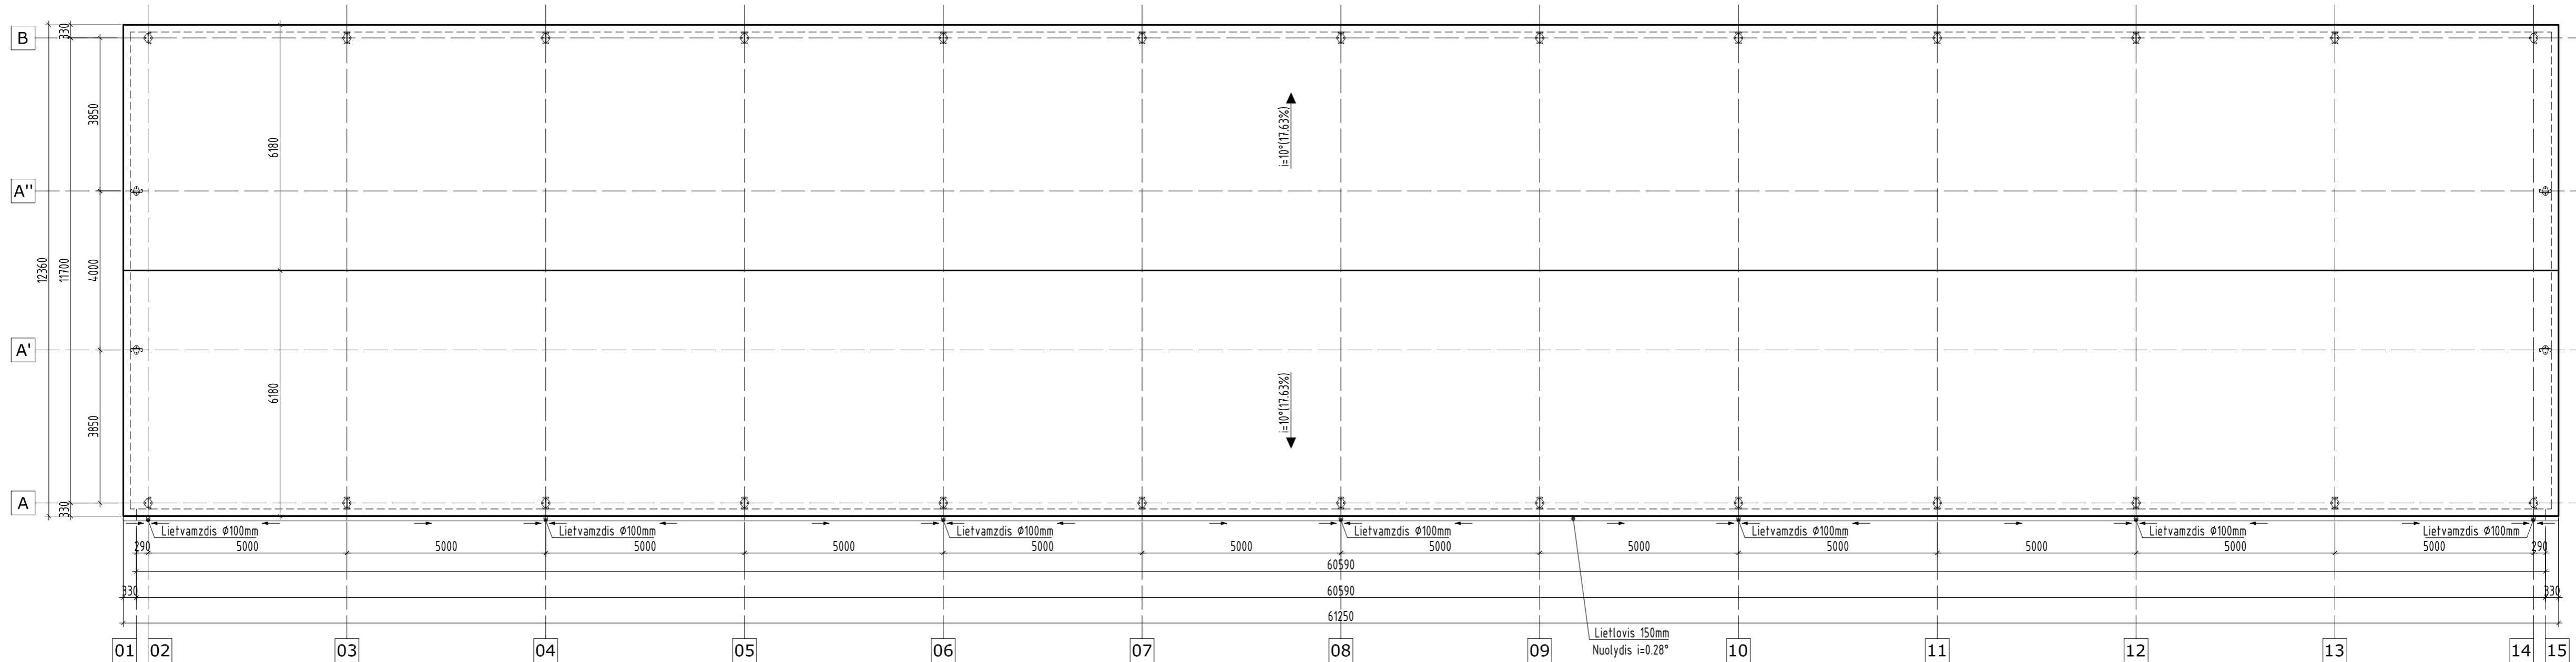 B
A''
A'
A
330
3850
4000
3850
330
11700
12360
6180
6180
i=10°(17.63%)
i=10°(17.63%)
Lietvamzdis Ø100mm
Lietvamzdis Ø100mm
Lietvamzdis Ø100mm
Lietvamzdis Ø100mm
Lietvamzdis Ø100mm
Lietvamzdis Ø100mm
Lietvamzdis Ø100mm
290 5000 5000 5000 5000 5000 5000 5000 5000 5000 5000 5000 5000 290
60590
330 60590 330
61250
Lietlovis 150mm
Nuolydis i=0.28°
01 02 03 04 05 06 07 08 09 10 11 12 13 14 15